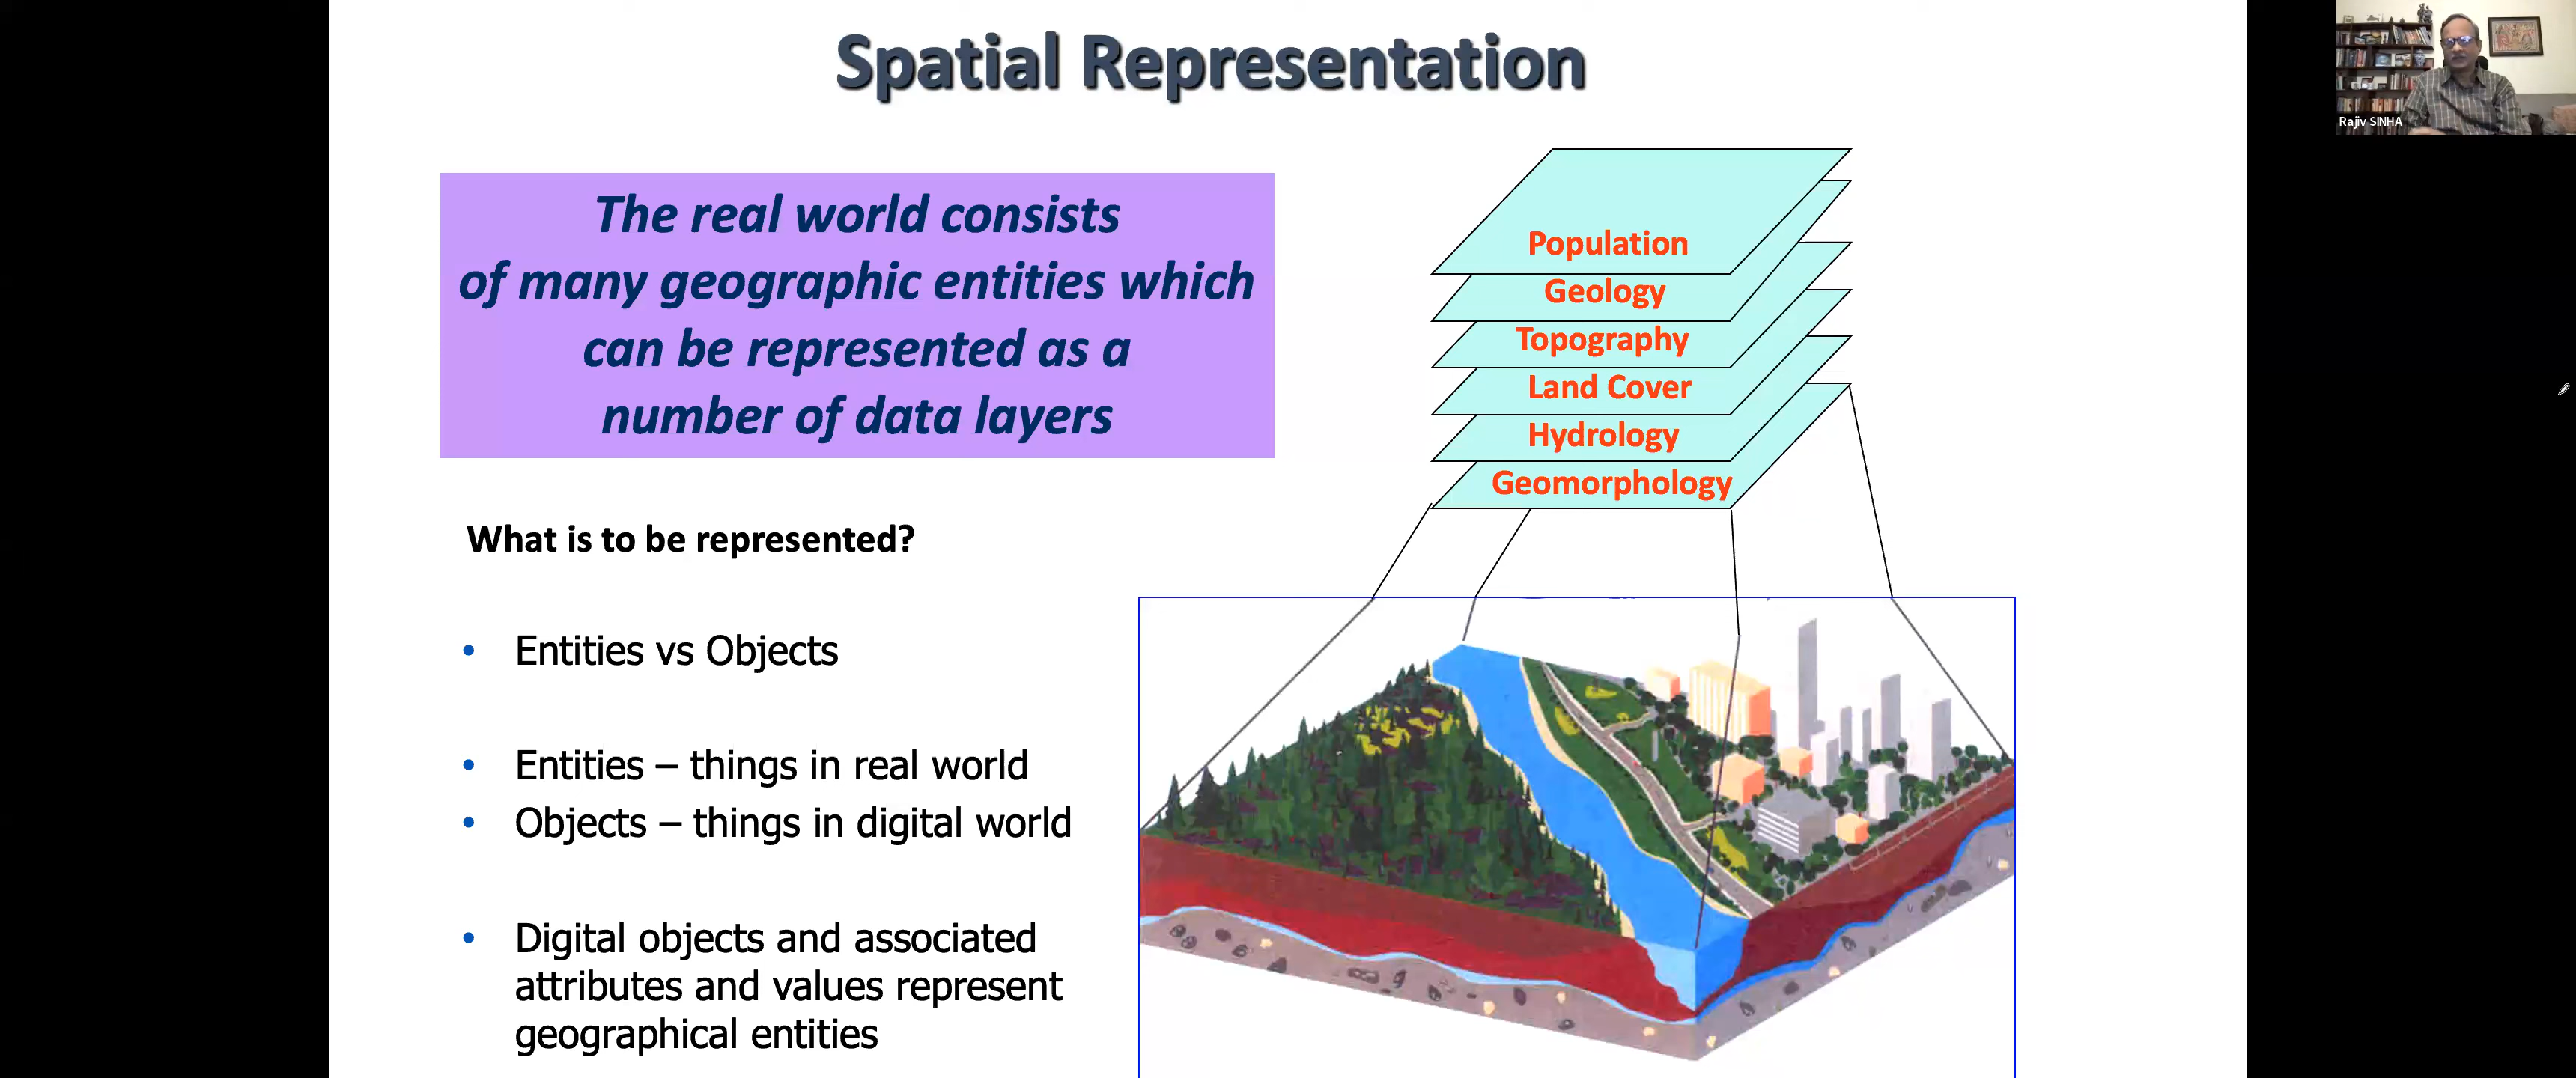 Spatial Representation
Rajiv SINHA
The real world consists
of many geographic entities which
can be represented as a
number of data layers
Population
Geology
Topography
Land Cover
Hydrology
Geomorphology
What is to be represented?
• Entities vs Objects
• Entities – things in real world
• Objects – things in digital world
• Digital objects and associated
attributes and values represent
geographical entities